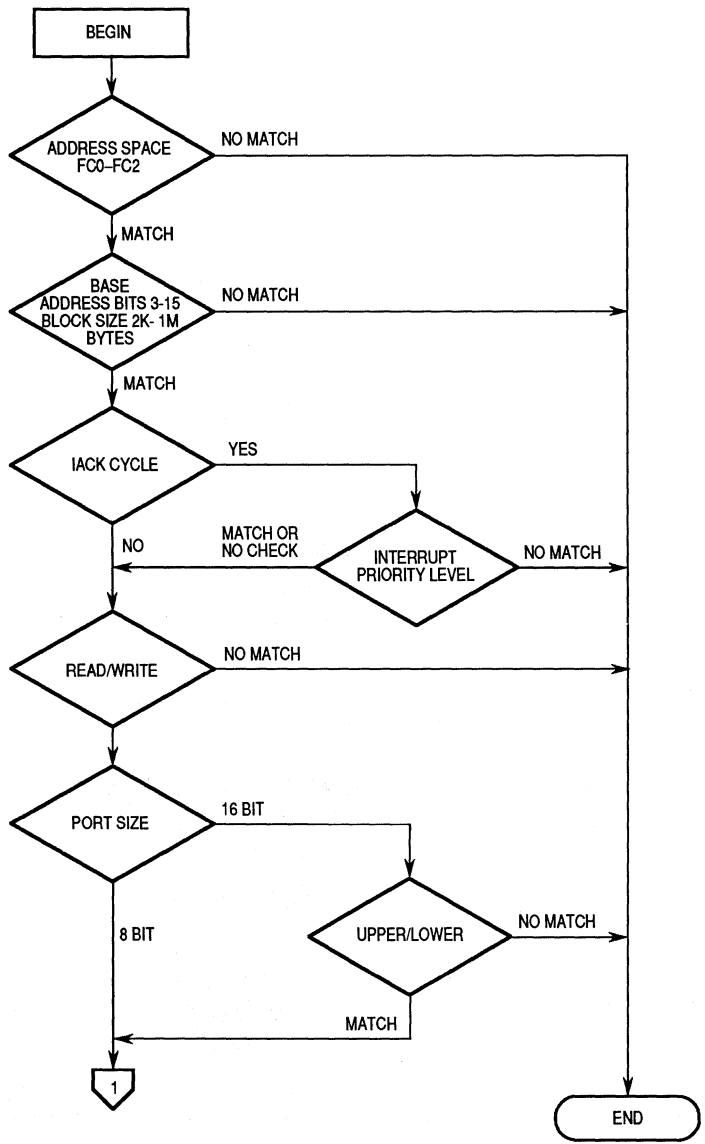 BEGIN
ADDRESS SPACE
FC0–FC2
NO MATCH
MATCH
BASE
ADDRESS BITS 3-15
BLOCK SIZE 2K- 1M
BYTES
NO MATCH
MATCH
IACK CYCLE
YES
NO
MATCH OR
NO CHECK
INTERRUPT
PRIORITY LEVEL
NO MATCH
READ/WRITE
NO MATCH
PORT SIZE
16 BIT
8 BIT
UPPER/LOWER
NO MATCH
MATCH
1
END